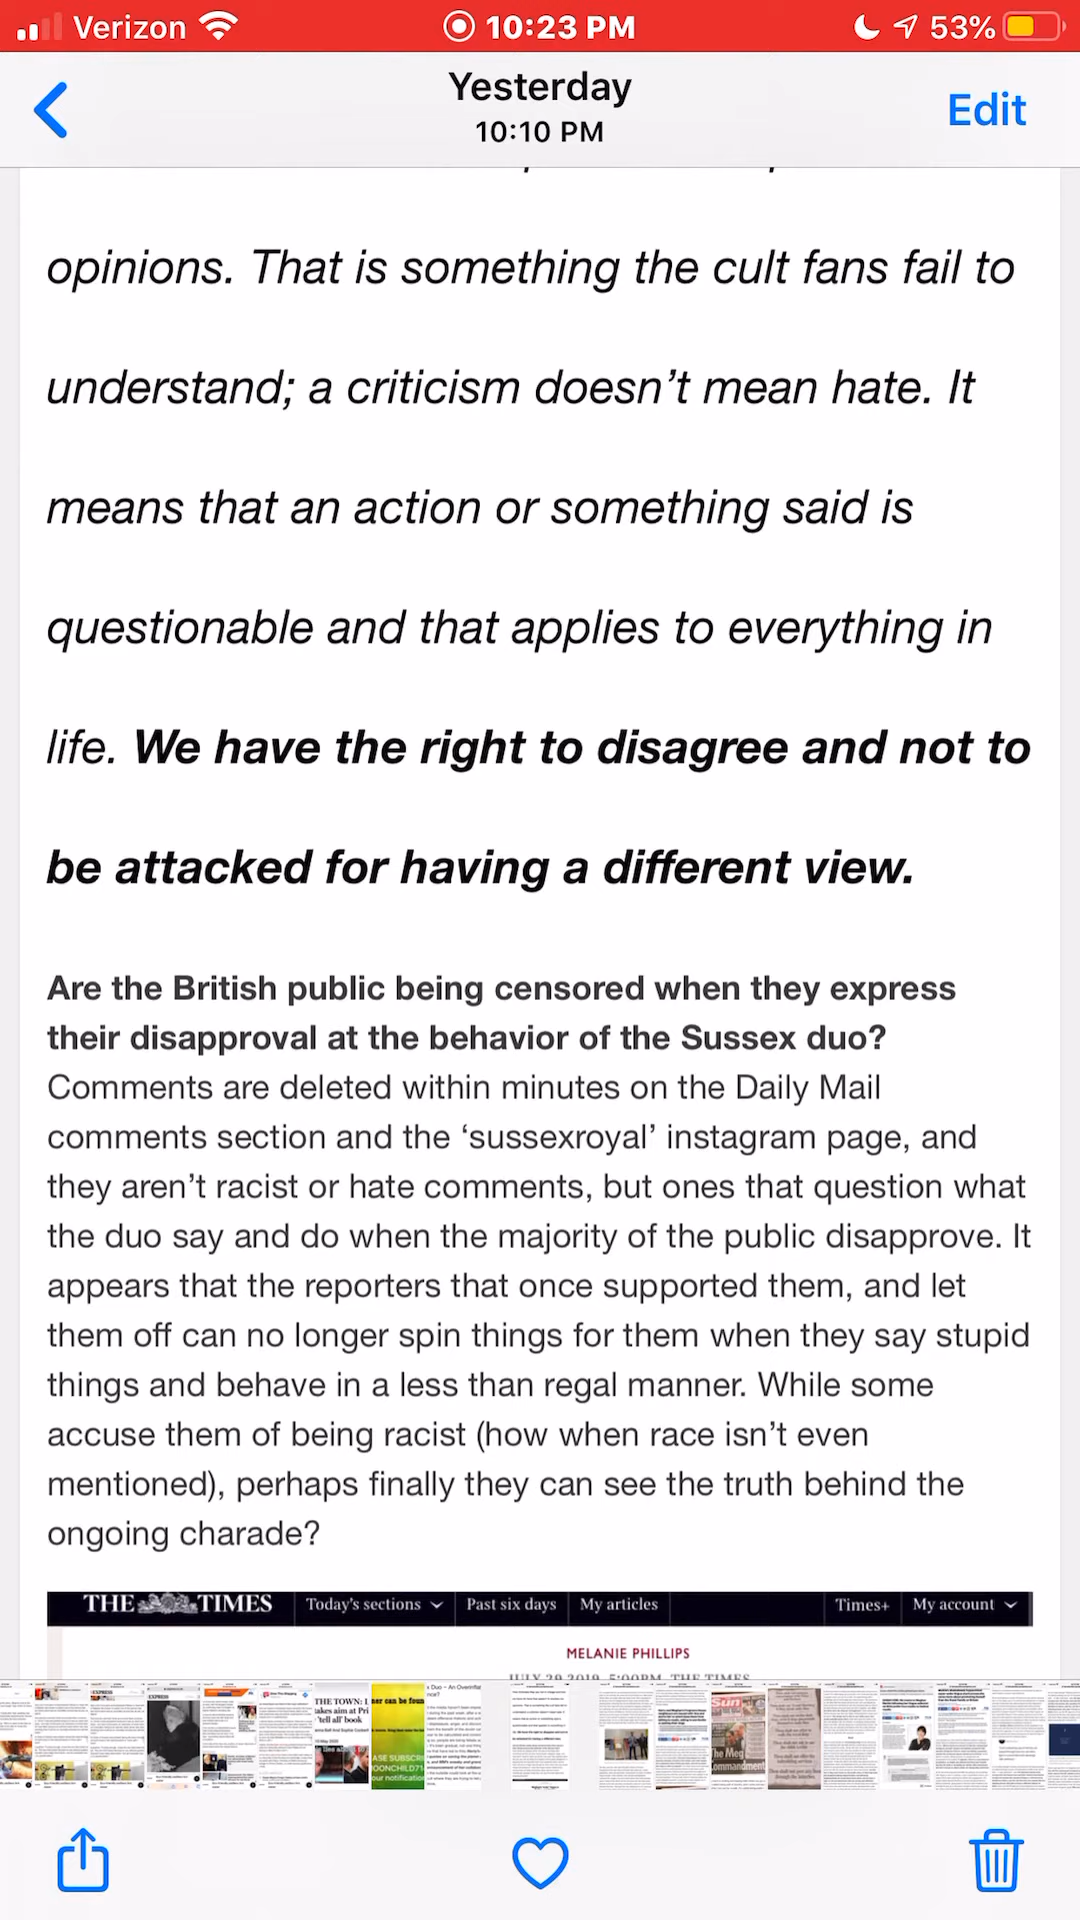 Verizon 10:23 PM 53%
Yesterday
10:10 PM
Edit
opinions. That is something the cult fans fail to
understand; a criticism doesn’t mean hate. It
means that an action or something said is
questionable and that applies to everything in
life. We have the right to disagree and not to
be attacked for having a different view.
Are the British public being censored when they express
their disapproval at the behavior of the Sussex duo?
Comments are deleted within minutes on the Daily Mail
comments section and the ‘sussexroyal’ instagram page, and
they aren’t racist or hate comments, but ones that question what
the duo say and do when the majority of the public disapprove. It
appears that the reporters that once supported them, and let
them off can no longer spin things for them when they say stupid
things and behave in a less than regal manner. While some
accuse them of being racist (how when race isn’t even
mentioned), perhaps finally they can see the truth behind the
ongoing charade?
THE TIMES Today's sections Past six days My articles Times+ My account
MELANIE PHILLIPS
JULY 29 2019, 5:00PM, THE TIMES